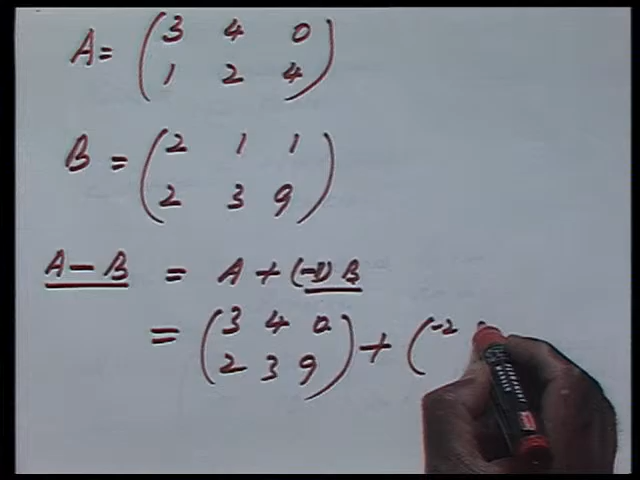 A = (3 4 0
1 2 4)
B = (2 1 1
2 3 9)
A - B = A + (-1) B
= (3 4 0
2 3 9) + ( -2